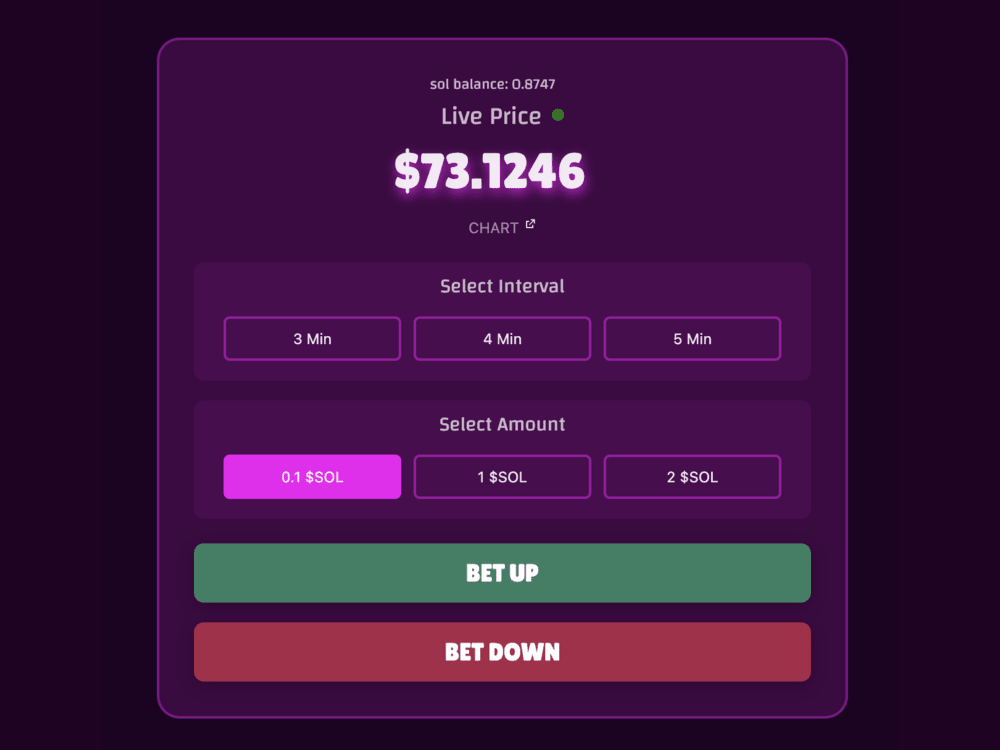 sol balance: 0.8747
Live Price
$73.1246
CHART
Select Interval
3 Min 4 Min 5 Min
Select Amount
0.1 $SOL 1 $SOL 2 $SOL
BET UP
BET DOWN